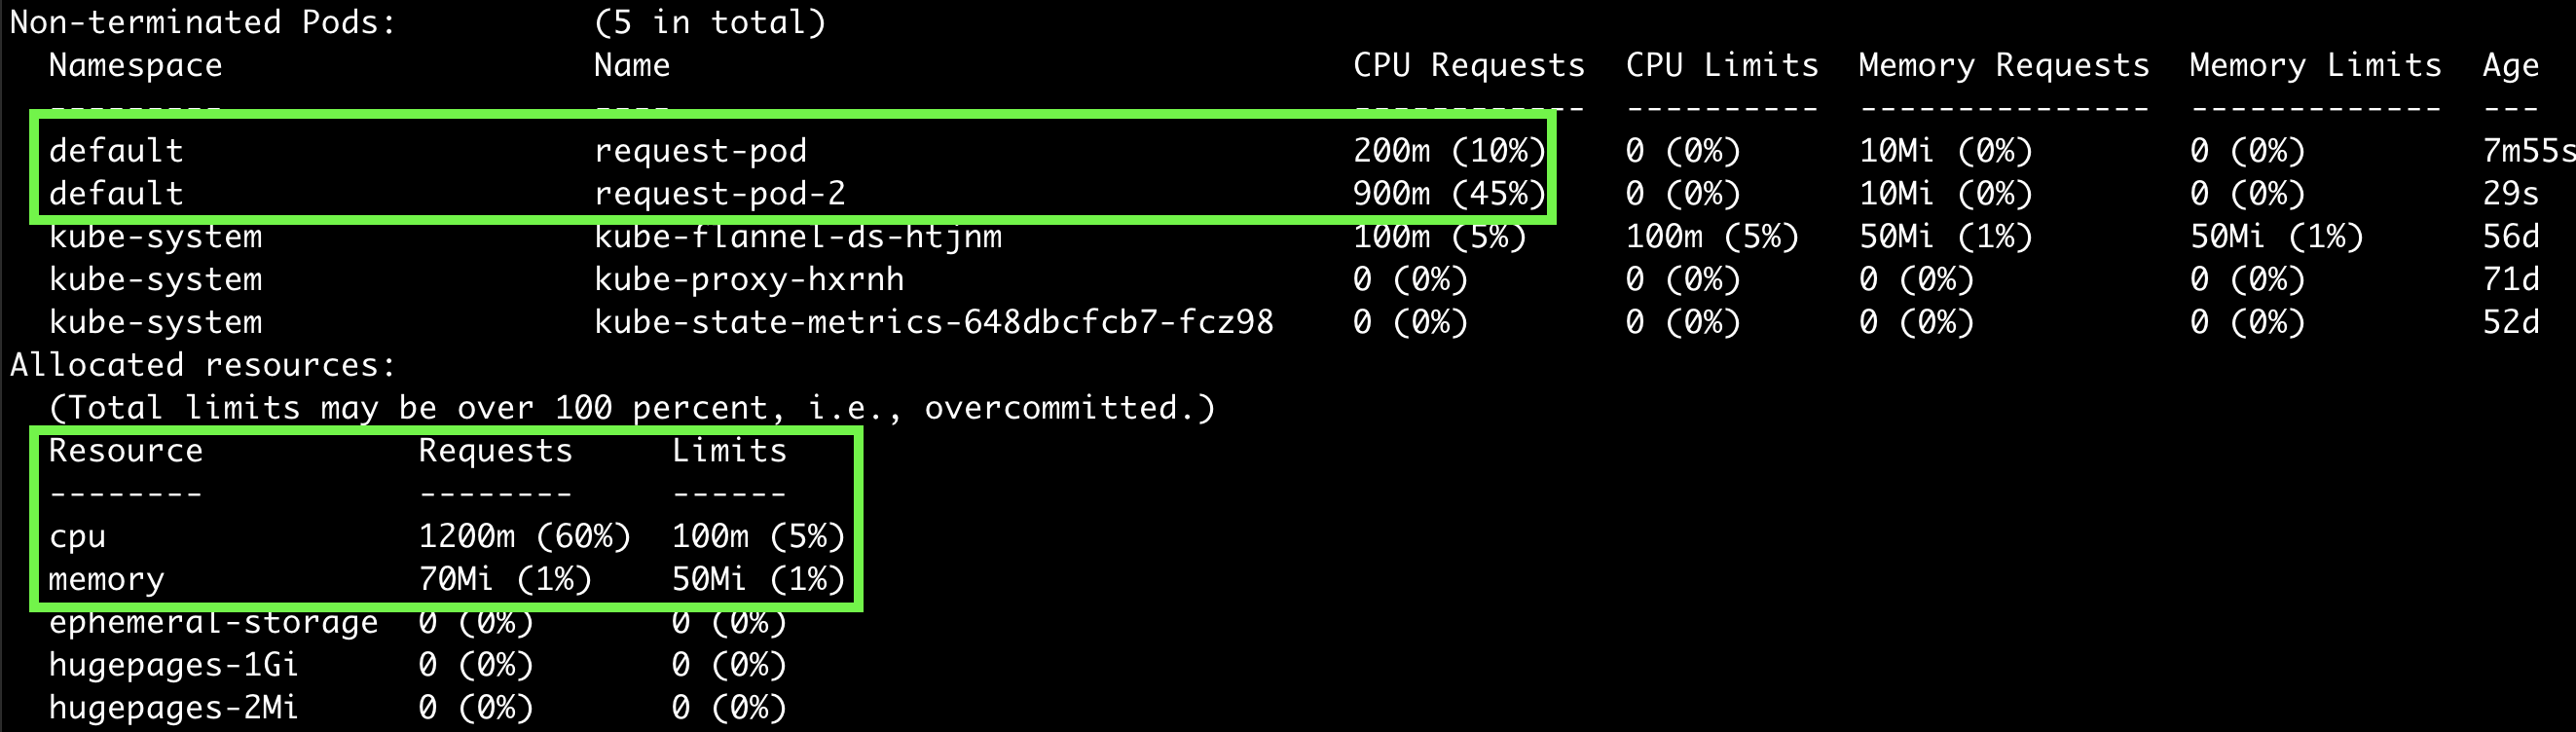 Non-terminated Pods:          (5 in total)
  Namespace                   Name                                   CPU Requests  CPU Limits  Memory Requests  Memory Limits  Age
  ---------                   ----                                   ------------  ----------  ---------------  -------------  ---
  default                     request-pod                            200m (10%)    0 (0%)      10Mi (0%)        0 (0%)         7m55s
  default                     request-pod-2                          900m (45%)    0 (0%)      10Mi (0%)        0 (0%)         29s
  kube-system                 kube-flannel-ds-htjnm                  100m (5%)     100m (5%)   50Mi (1%)        50Mi (1%)      56d
  kube-system                 kube-proxy-hxrnh                       0 (0%)        0 (0%)      0 (0%)           0 (0%)         71d
  kube-system                 kube-state-metrics-648dbcfcb7-fcz98    0 (0%)        0 (0%)      0 (0%)           0 (0%)         52d
Allocated resources:
  (Total limits may be over 100 percent, i.e., overcommitted.)
  Resource           Requests     Limits
  --------           --------     ------
  cpu                1200m (60%)  100m (5%)
  memory             70Mi (1%)    50Mi (1%)
  ephemeral-storage  0 (0%)       0 (0%)
  hugepages-1Gi      0 (0%)       0 (0%)
  hugepages-2Mi      0 (0%)       0 (0%)